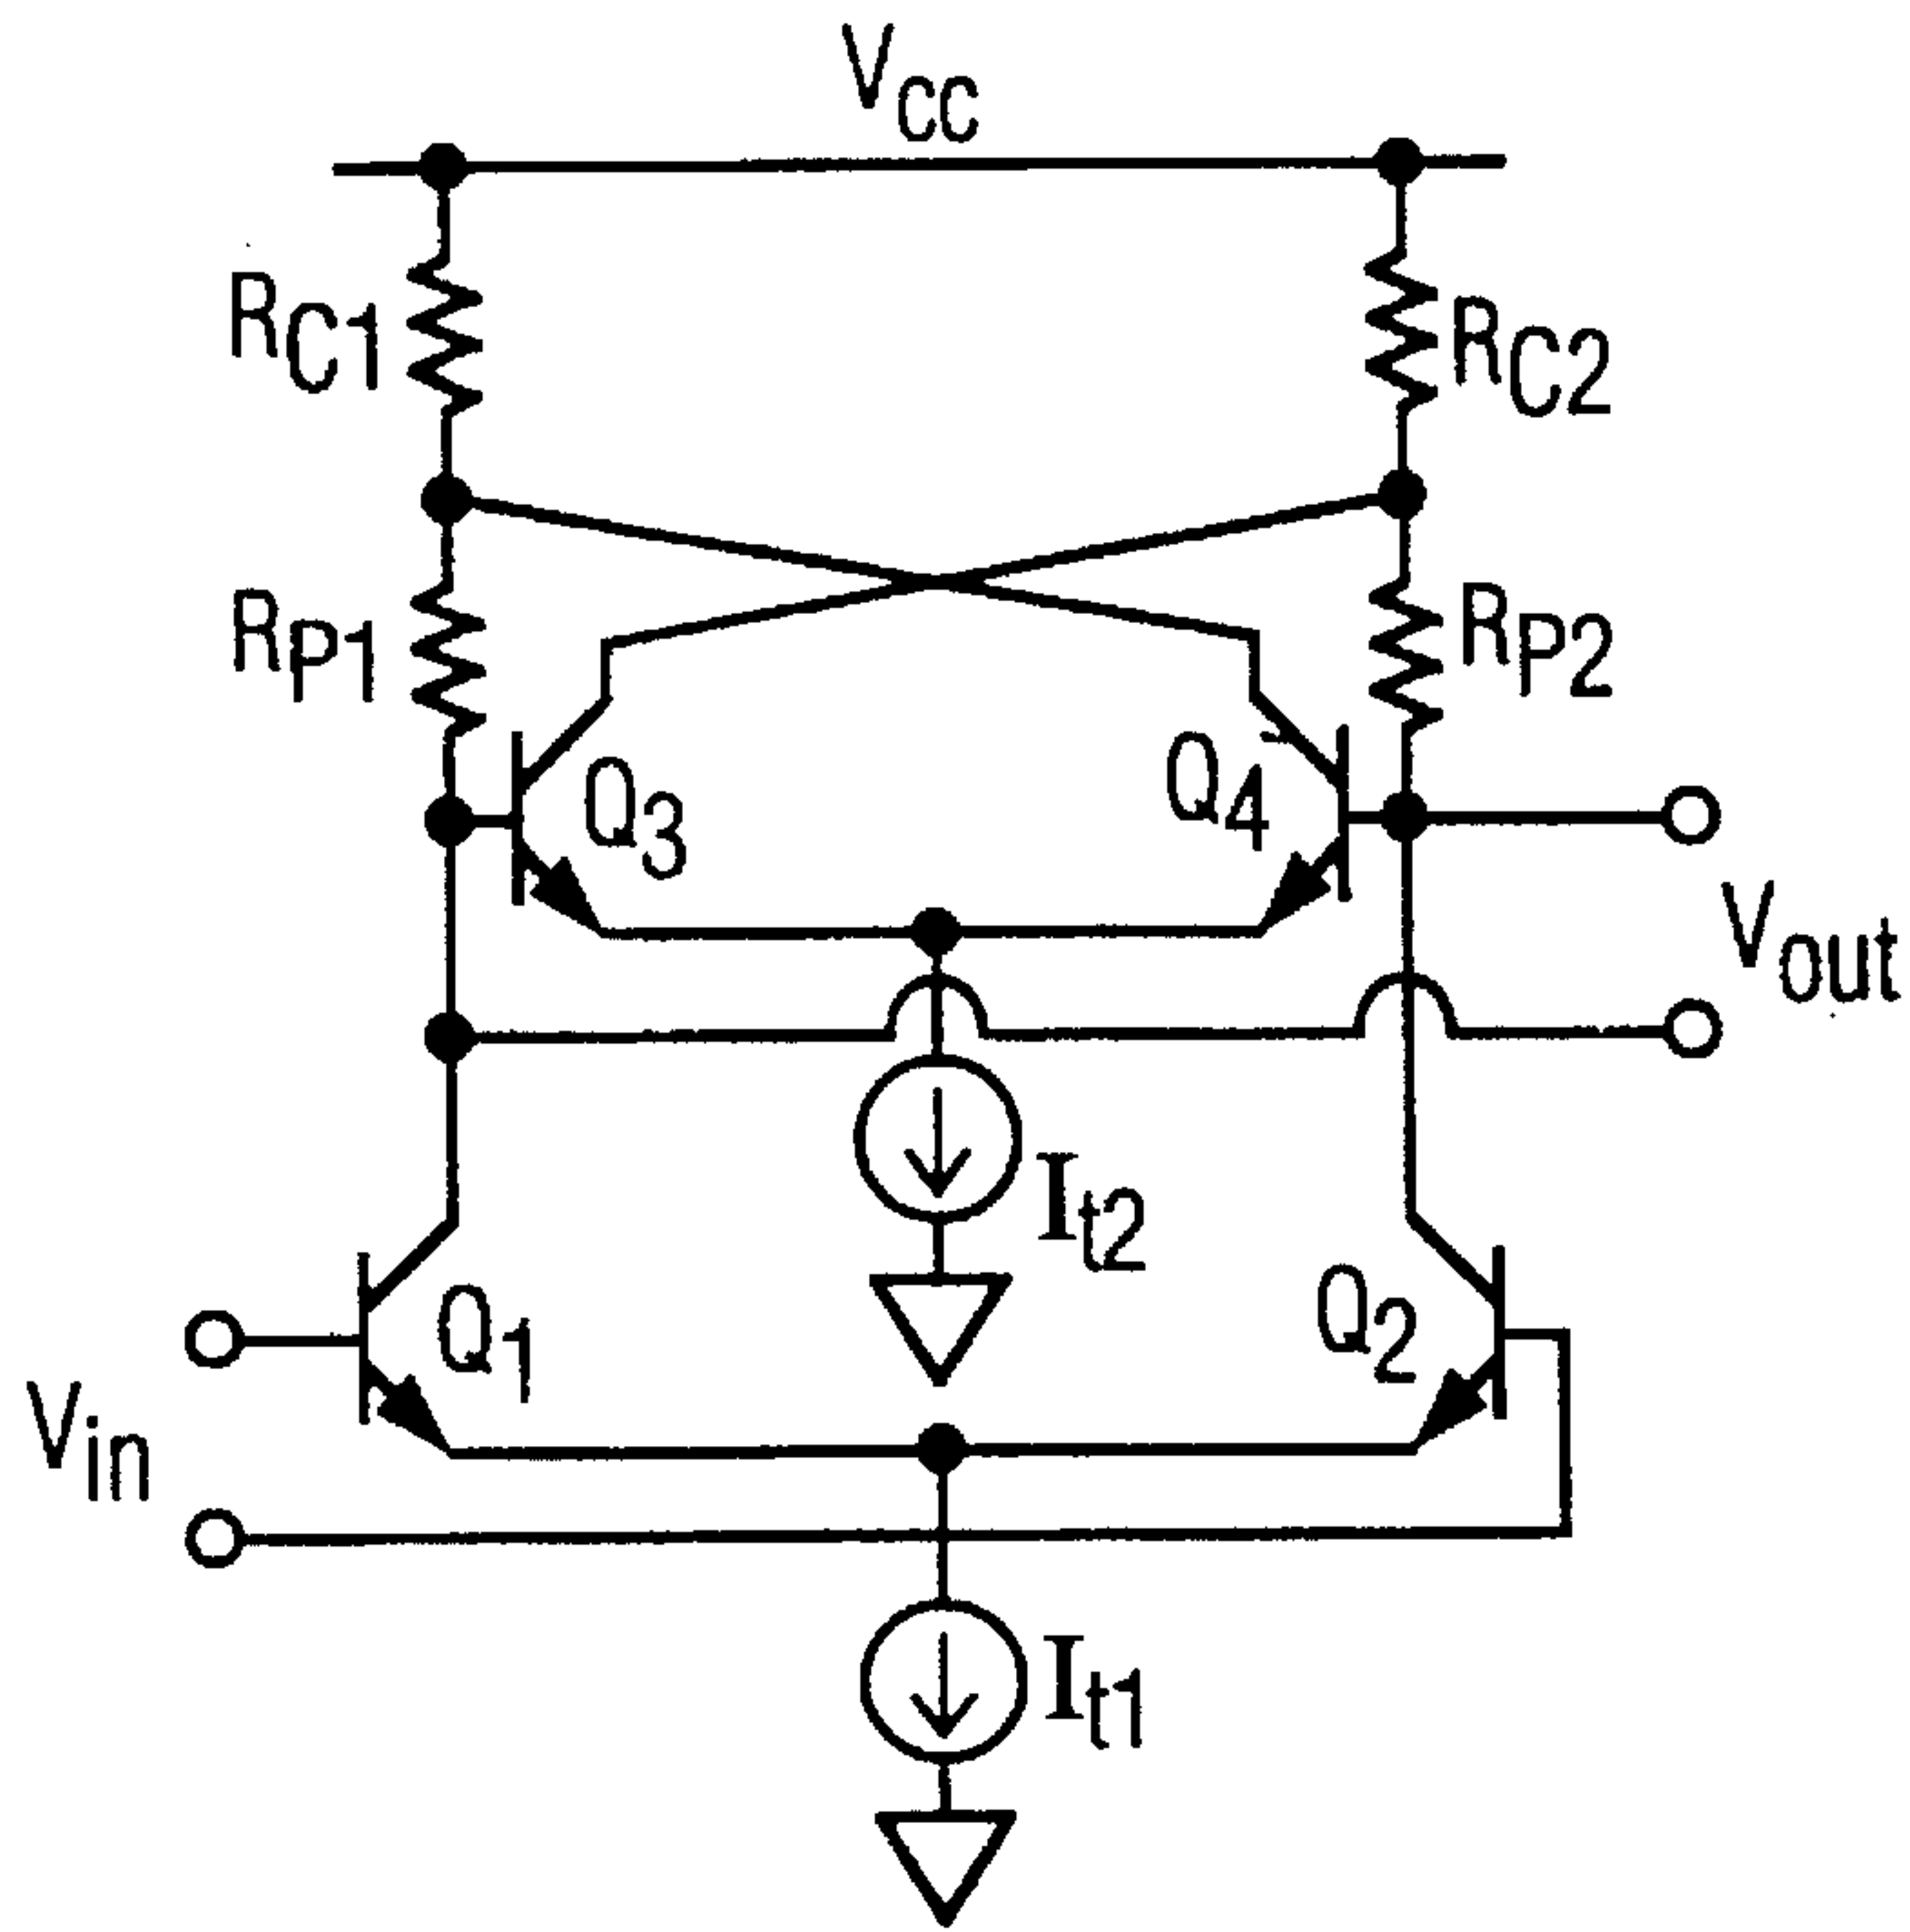 VCC
RC1
RC2
RP1
RP2
Q3
Q4
Vout
It2
Q1
Q2
Vin
It1